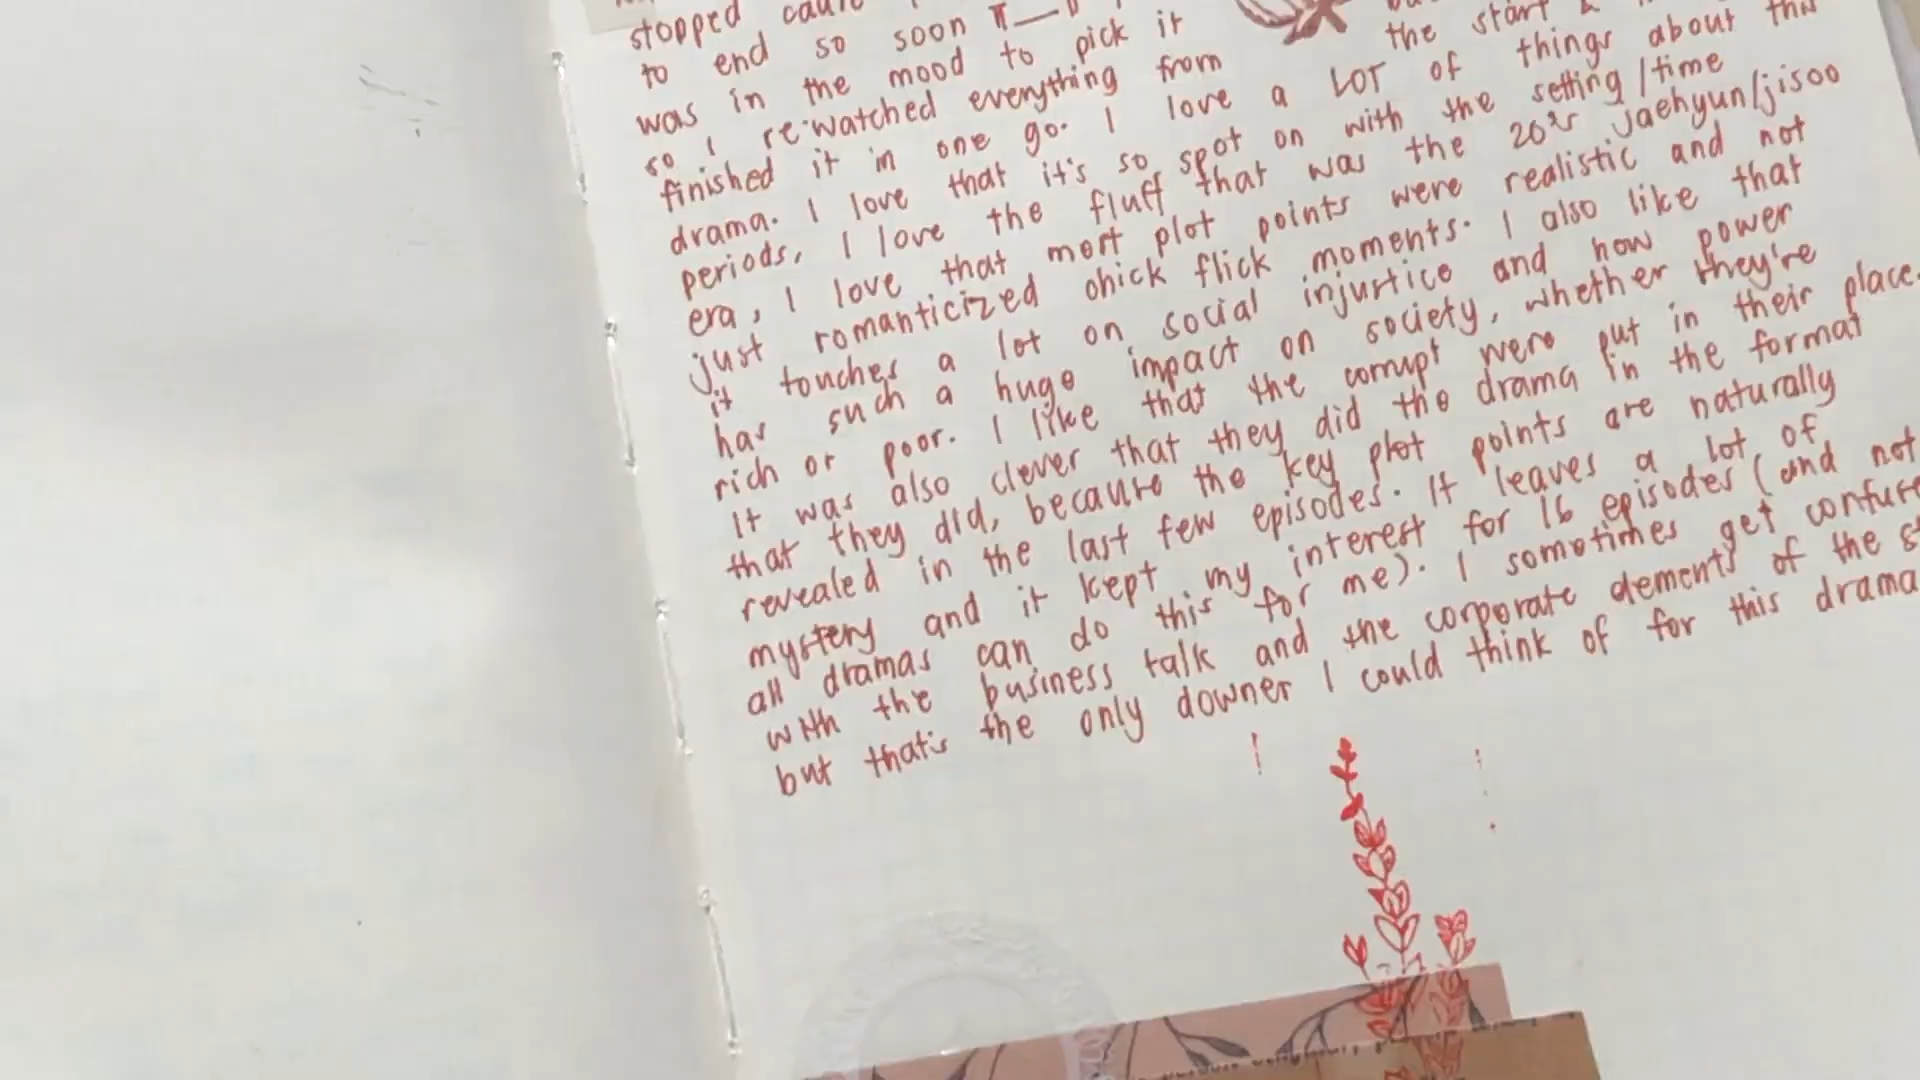 stopped
to end so soon π__π
was in the mood to pick it
so I re-watched everything from the start &
finished it in one go. I love a LOT of things about this
drama. I love that it's so spot on with the setting/time
periods, I love the fluff that was the 20's jaehyun/jisoo
era, I love that most plot points were realistic and not
just romanticized chick flick moments. I also like that
it touches a lot on social injustice and how power
has such a huge impact on society, whether they're
rich or poor. I like that the corrupt were put in their place.
It was also clever that they did the drama in the format
that they did, because the key plot points are naturally
revealed in the last few episodes. It leaves a lot of
mystery and it kept my interest for 16 episodes (and not
all dramas can do this for me). I sometimes get confuse
with the business talk and the corporate elements of the
but that's the only downer I could think of for this drama